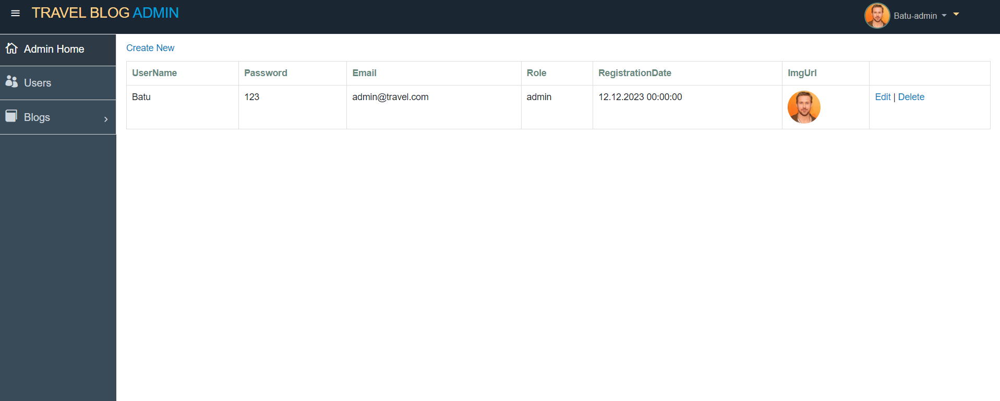 TRAVEL BLOG ADMIN
Batu-admin
Admin Home
Users
Blogs
Create New
UserName Password Email Role RegistrationDate ImgUrl
Batu 123 admin@travel.com admin 12.12.2023 00:00:00 Edit | Delete